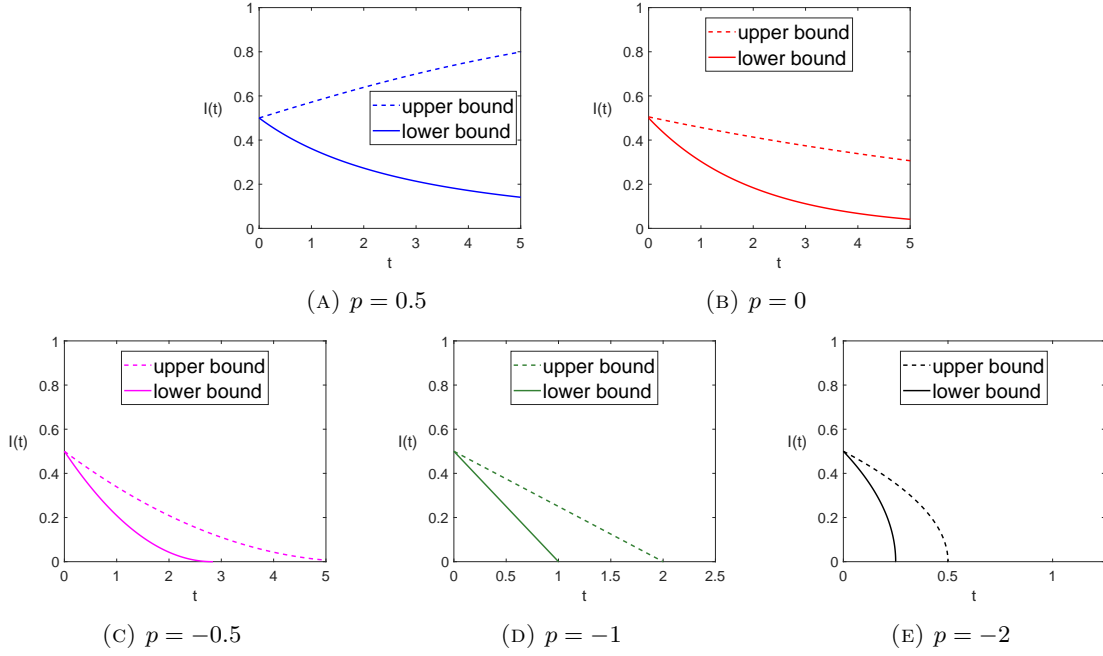 1
0.8
0.6
I(t)
0.4
0.2
0
0 1 2 3 4 5
t
upper bound
lower bound
(A) p = 0.5
1
0.8
0.6
I(t)
0.4
0.2
0
0 1 2 3 4 5
t
upper bound
lower bound
(B) p = 0
1
0.8
0.6
I(t)
0.4
0.2
0
0 1 2 3 4 5
t
upper bound
lower bound
(C) p = −0.5
1
0.8
0.6
I(t)
0.4
0.2
0
0 0.5 1 1.5 2 2.5
t
upper bound
lower bound
(D) p = −1
1
0.8
0.6
I(t)
0.4
0.2
0
0 0.5 1
t
upper bound
lower bound
(E) p = −2